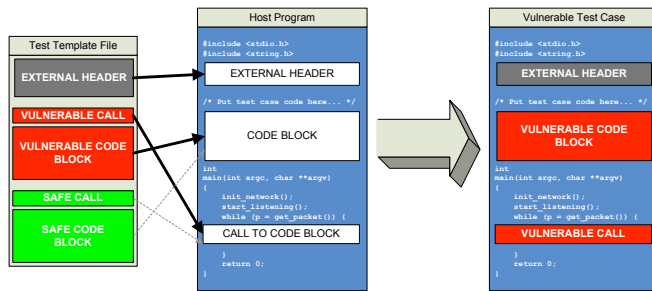 Test Template File
EXTERNAL HEADER
VULNERABLE CALL
VULNERABLE CODE
BLOCK
SAFE CALL
SAFE CODE
BLOCK
Host Program
#include <stdio.h>
#include <string.h>
EXTERNAL HEADER
/* Put test case code here... */
CODE BLOCK
int
main(int argc, char **argv)
{
init_network();
start_listening();
while (p = get_packet()) {
CALL TO CODE BLOCK
}
return 0;
}
Vulnerable Test Case
#include <stdio.h>
#include <string.h>
EXTERNAL HEADER
/* Put test case code here... */
VULNERABLE CODE
BLOCK
int
main(int argc, char **argv)
{
init_network();
start_listening();
while (p = get_packet()) {
VULNERABLE CALL
}
return 0;
}